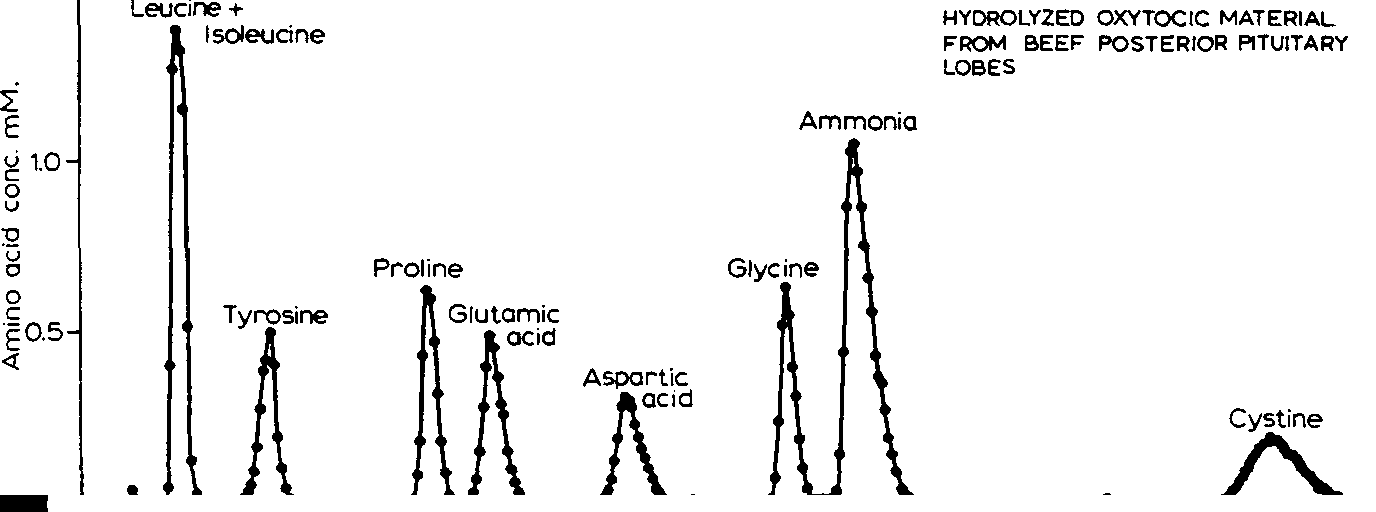 Leucine +
Isoleucine
HYDROLYZED OXYTOCIC MATERIAL
FROM BEEF POSTERIOR PITUITARY
LOBES
Amino acid conc. mM.
Ammonia
1.0
Proline
Glycine
Tyrosine
Glutamic
acid
0.5
Aspartic
acid
Cystine